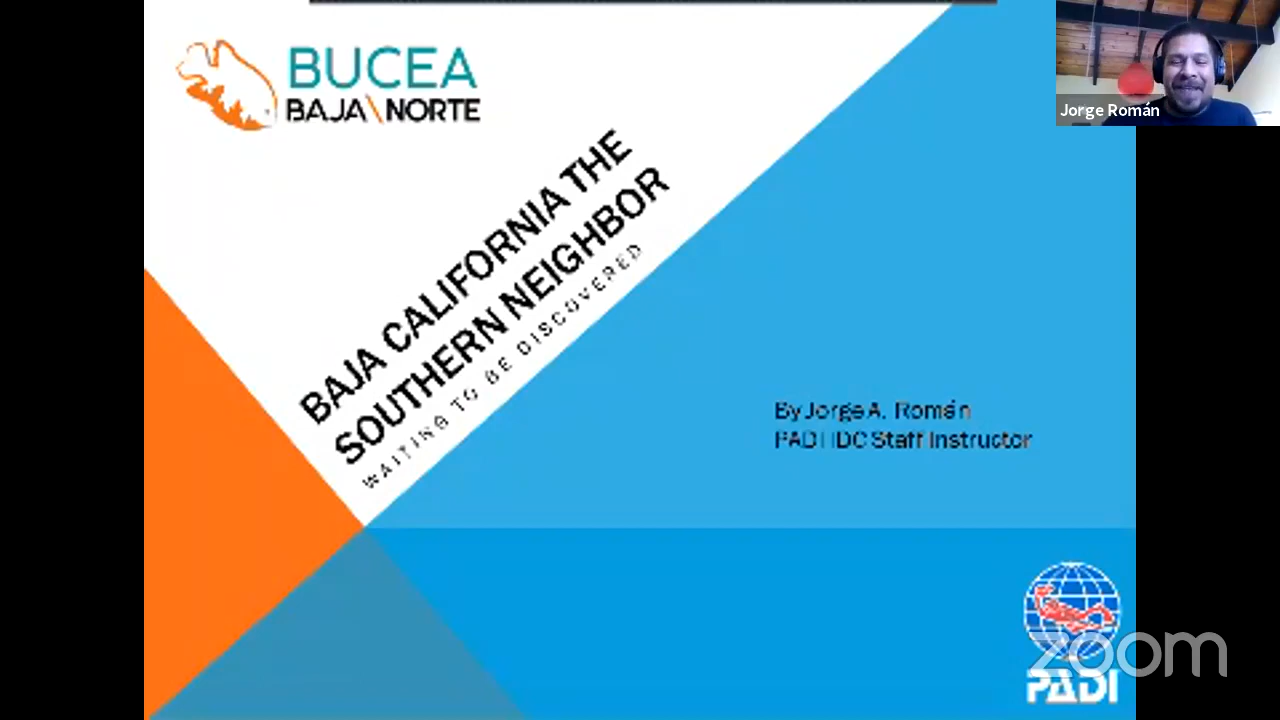 BUCEA
BAJA\NORTE
Jorge Román
BAJA CALIFORNIA THE
SOUTHERN NEIGHBOR
WAITING TO BE DISCOVERED
By Jorge A. Román
PADI IDC Staff Instructor
zoom
PADI